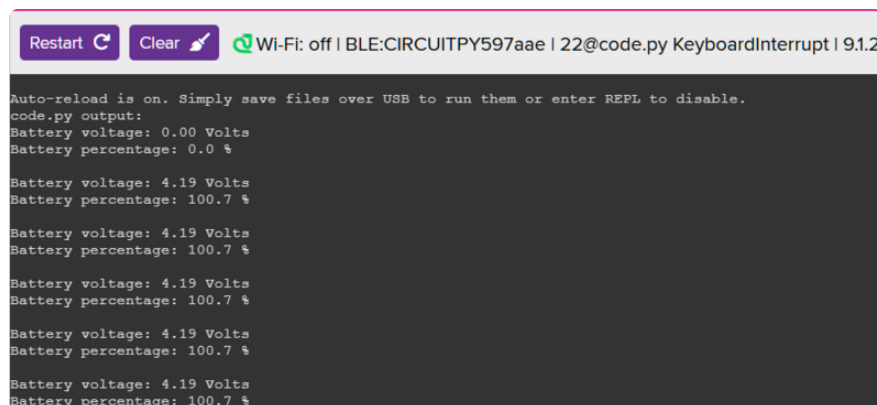 Restart Clear Wi-Fi: off | BLE:CIRCUITPY597aae | 22@code.py KeyboardInterrupt | 9.1.2
Auto-reload is on. Simply save files over USB to run them or enter REPL to disable.
code.py output:
Battery voltage: 0.00 Volts
Battery percentage: 0.0 %
Battery voltage: 4.19 Volts
Battery percentage: 100.7 %
Battery voltage: 4.19 Volts
Battery percentage: 100.7 %
Battery voltage: 4.19 Volts
Battery percentage: 100.7 %
Battery voltage: 4.19 Volts
Battery percentage: 100.7 %
Battery voltage: 4.19 Volts
Battery percentage: 100.7 %